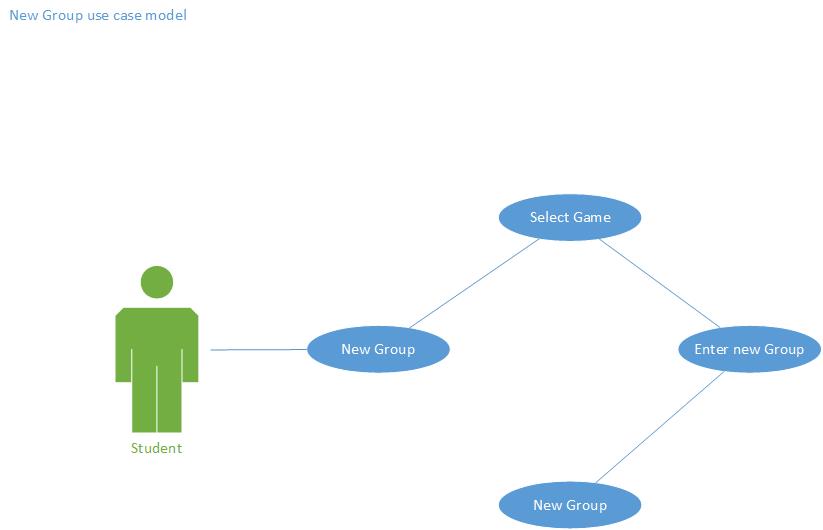 New Group use case model
Select Game
New Group
Enter new Group
Student
New Group